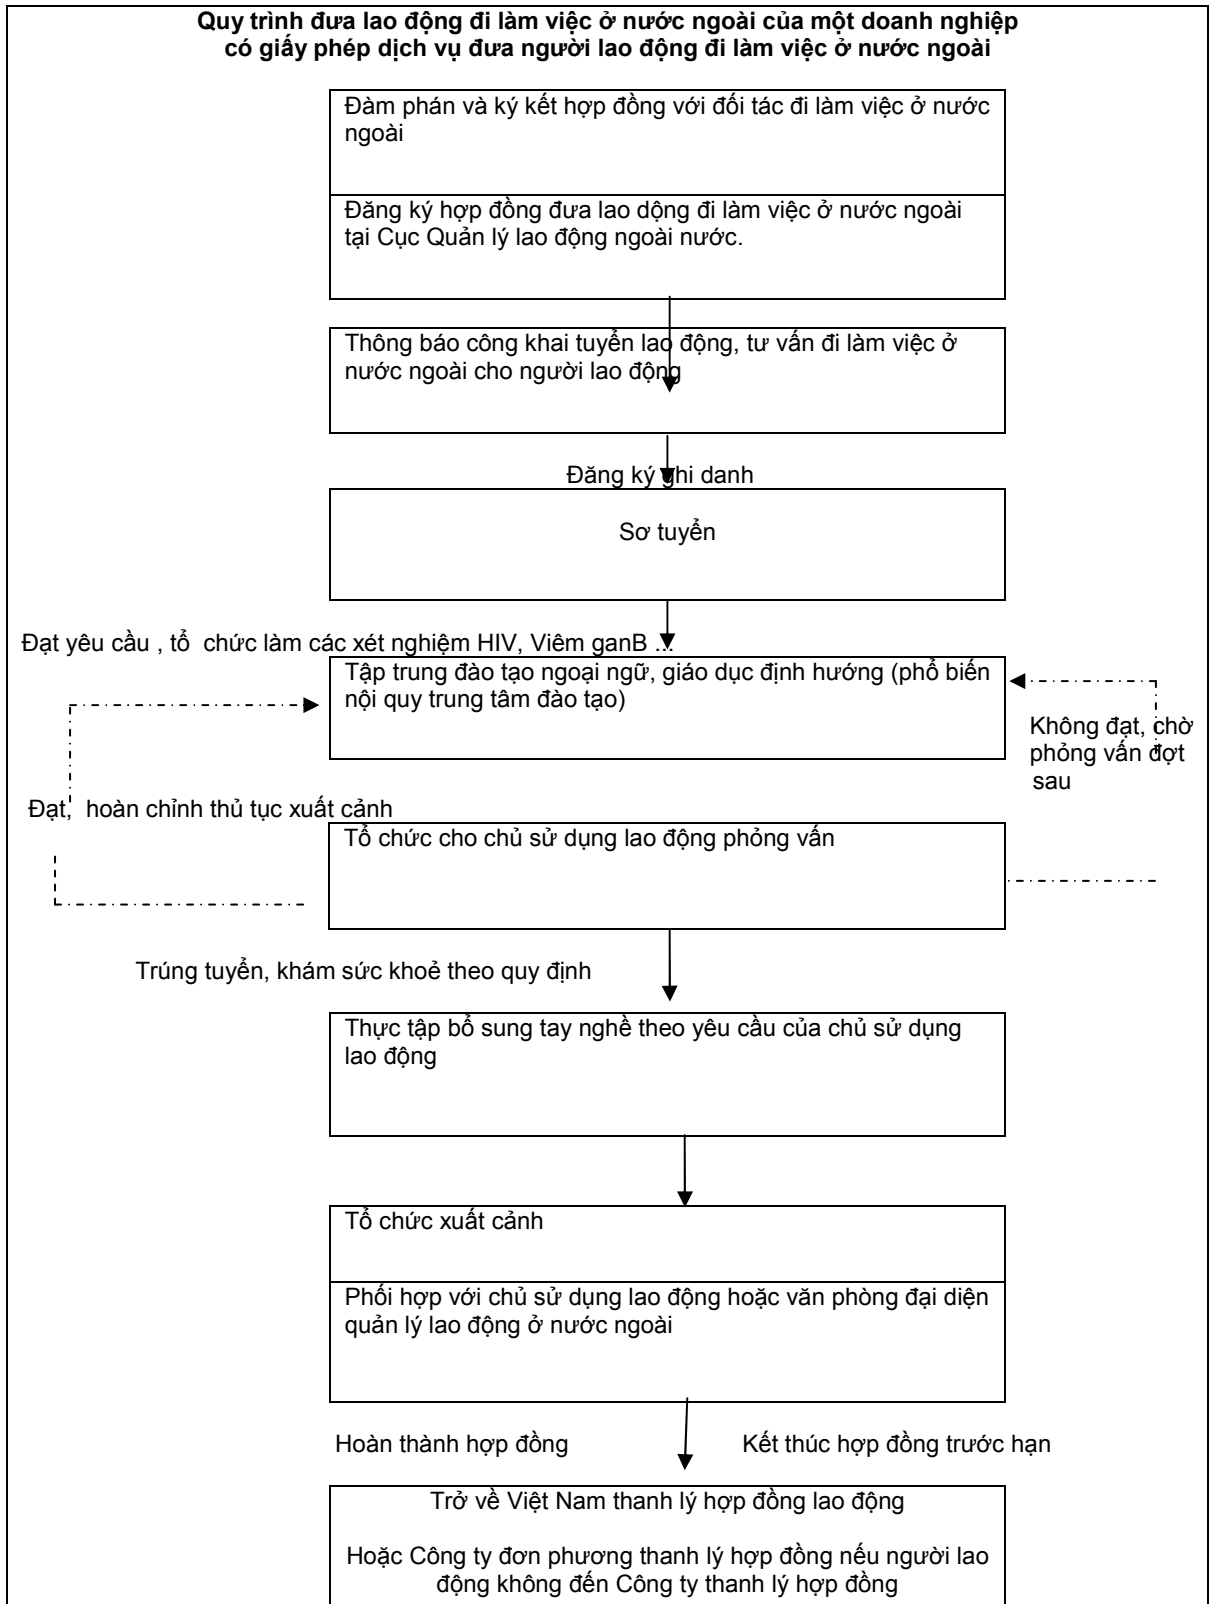 Quy trình đưa lao động đi làm việc ở nước ngoài của một doanh nghiệp
có giấy phép dịch vụ đưa người lao động đi làm việc ở nước ngoài
Đàm phán và ký kết hợp đồng với đối tác đi làm việc ở nước
ngoài
Đăng ký hợp đồng đưa lao dộng đi làm việc ở nước ngoài
tại Cục Quản lý lao động ngoài nước.
Thông báo công khai tuyển lao động, tư vấn đi làm việc ở
nước ngoài cho người lao động
Đăng ký ghi danh
Sơ tuyển
Đạt yêu cầu , tổ chức làm các xét nghiệm HIV, Viêm ganB ...
Tập trung đào tạo ngoại ngữ, giáo dục định hướng (phổ biến
nội quy trung tâm đào tạo)
Không đạt, chờ
phỏng vấn đợt
sau
Đạt, hoàn chỉnh thủ tục xuất cảnh
Tổ chức cho chủ sử dụng lao động phỏng vấn
Trúng tuyển, khám sức khoẻ theo quy định
Thực tập bổ sung tay nghề theo yêu cầu của chủ sử dụng
lao động
Tổ chức xuất cảnh
Phối hợp với chủ sử dụng lao động hoặc văn phòng đại diện
quản lý lao động ở nước ngoài
Hoàn thành hợp đồng
Kết thúc hợp đồng trước hạn
Trở về Việt Nam thanh lý hợp đồng lao động
Hoặc Công ty đơn phương thanh lý hợp đồng nếu người lao
động không đến Công ty thanh lý hợp đồng